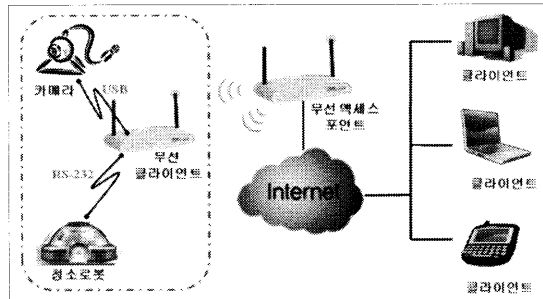 카메라
USB
무선
클라이언트
RS-232
청소로봇
무선 액세스
포인트
Internet
클라이언트
클라이언트
클라이언트